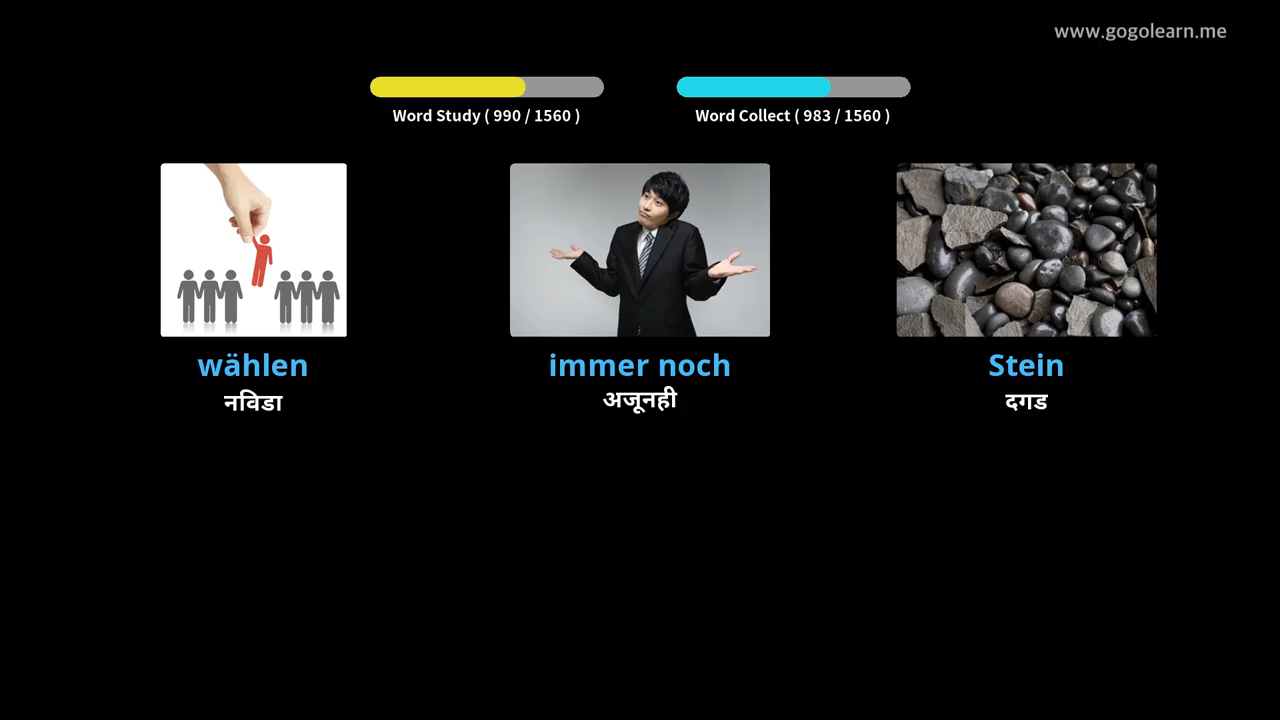 www.gogolearn.me
Word Study ( 990 / 1560 )
Word Collect ( 983 / 1560 )
wählen
नविडा
immer noch
अजूनही
Stein
दगड